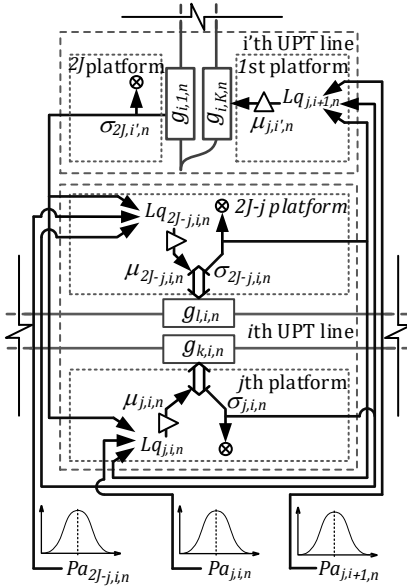 i'th UPT line
2J platform
1st platform
g_{i,1,n}
g_{i,K,n}
Lq_{j,i+1,n}
σ_{2J,i',n}
μ_{j,i',n}
Lq_{2J-j,i,n}
2J-j platform
μ_{2J-j,i,n}
σ_{2J-j,i,n}
g_{l,i,n}
ith UPT line
g_{k,i,n}
jth platform
μ_{j,i,n}
σ_{j,i,n}
Lq_{j,i,n}
Pa_{2J-j,i,n}
Pa_{j,i,n}
Pa_{j,i+1,n}